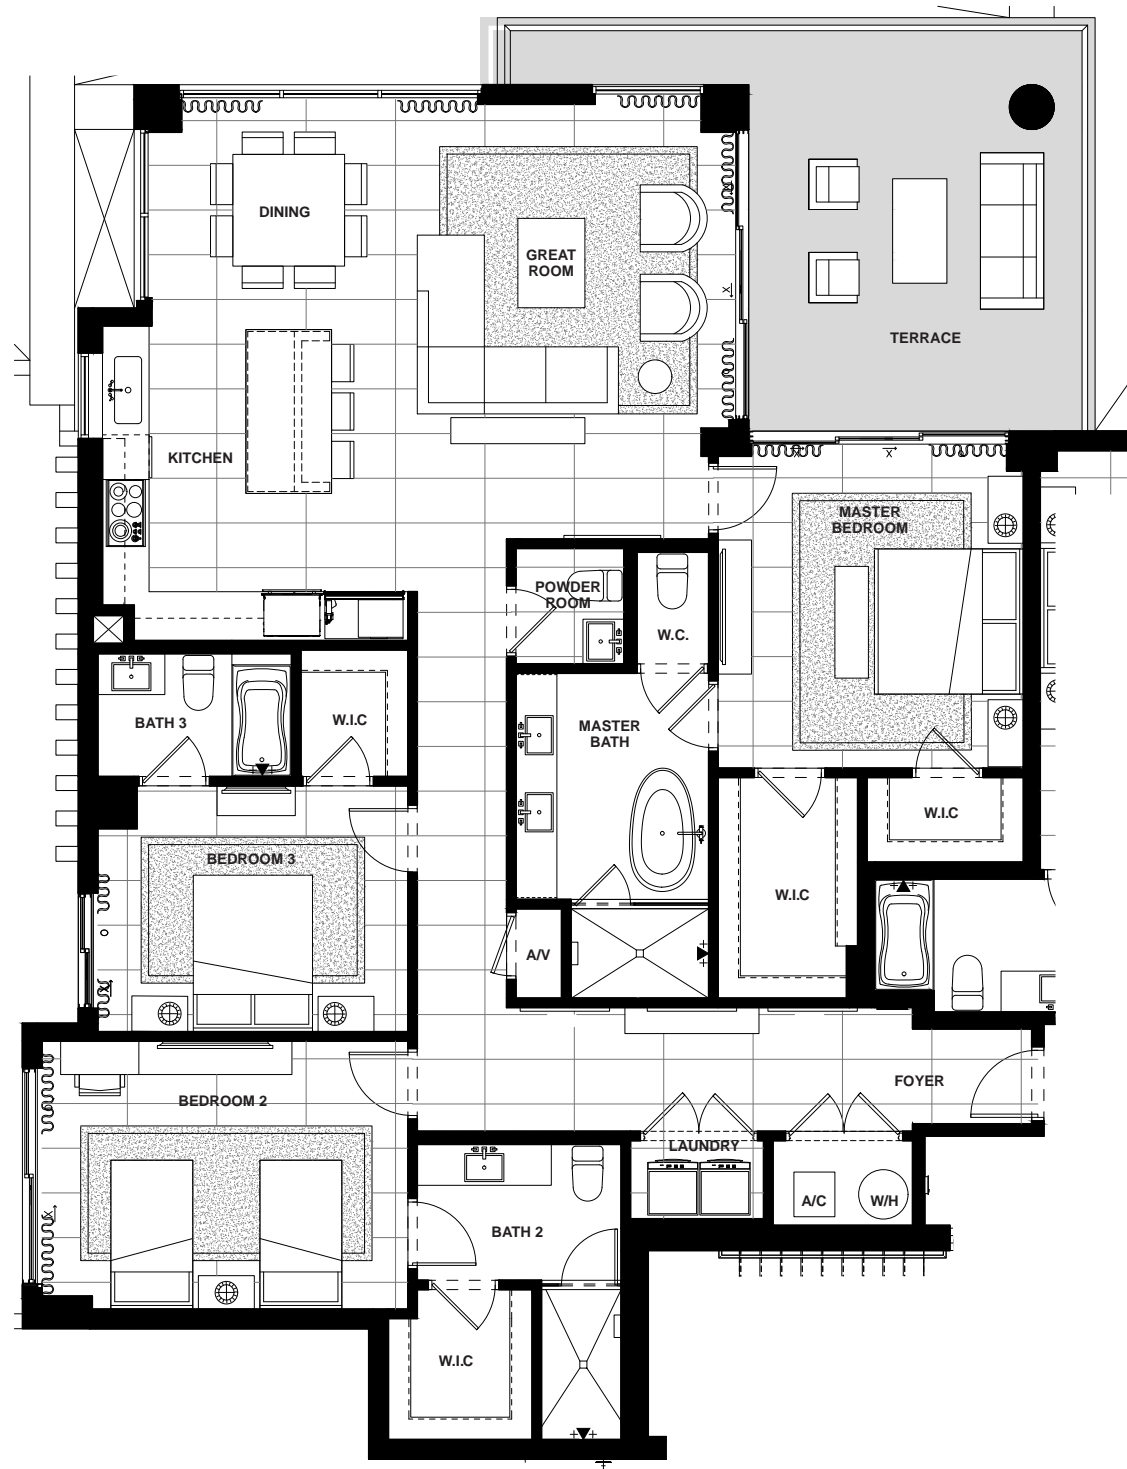 DINING
GREAT
ROOM
TERRACE
KITCHEN
MASTER
BEDROOM
POWDER
ROOM
W.C.
BATH 3
W.I.C
MASTER
BATH
W.I.C
BEDROOM 3
W.I.C
A/V
FOYER
BEDROOM 2
LAUNDRY
A/C
W/H
BATH 2
W.I.C